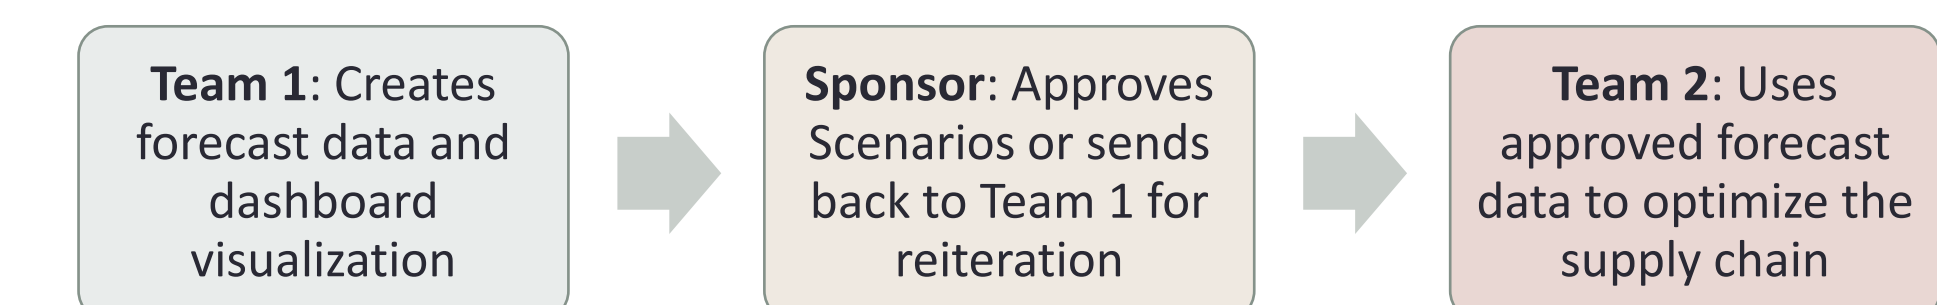 Team 1: Creates
forecast data and
dashboard
visualization
Sponsor: Approves
Scenarios or sends
back to Team 1 for
reiteration
Team 2: Uses
approved forecast
data to optimize the
supply chain